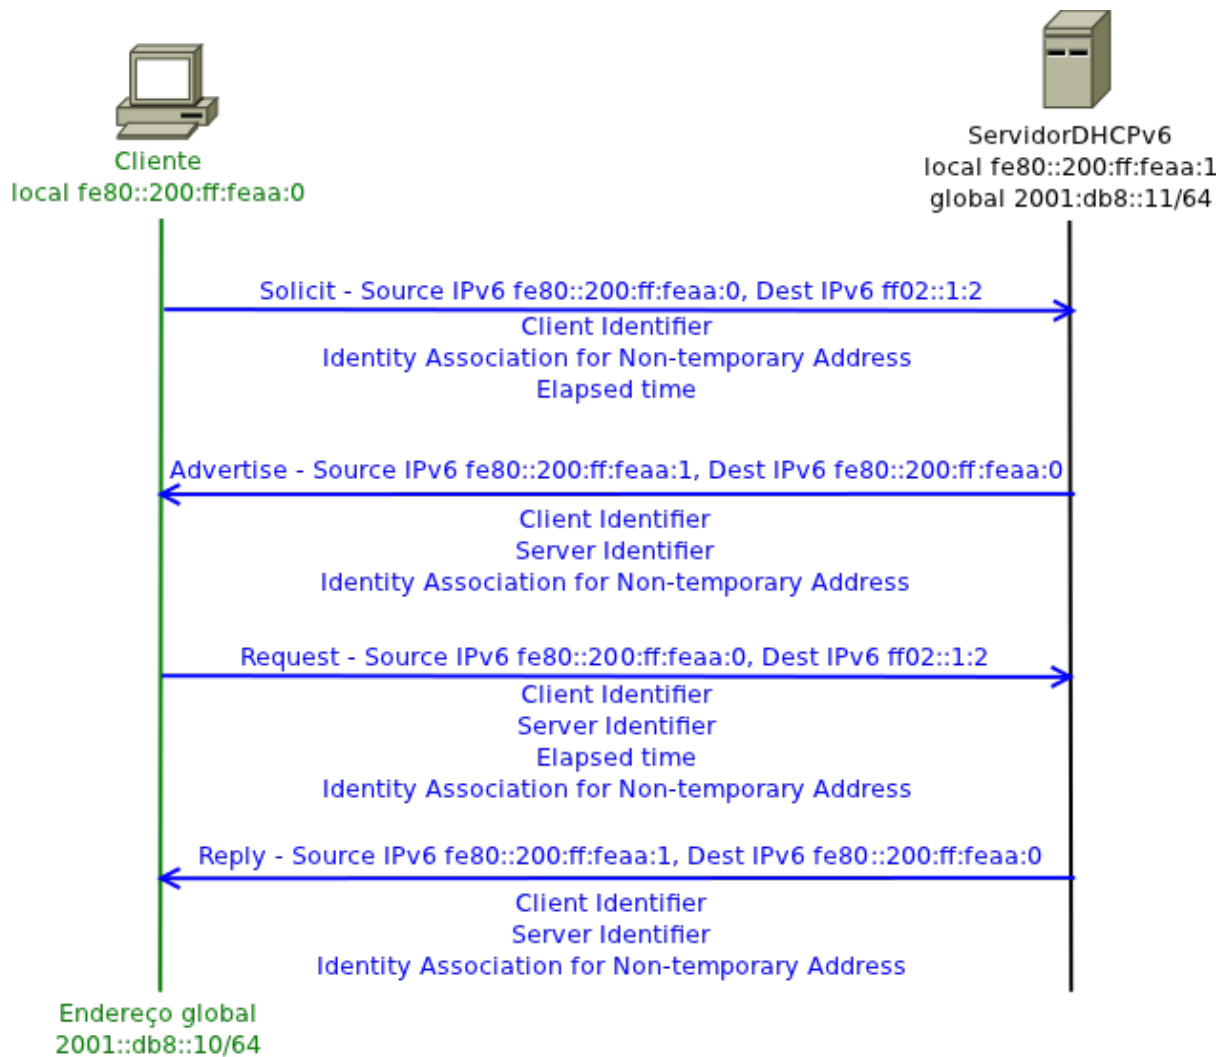 Cliente
local fe80::200:ff:feaa:0
ServidorDHCPv6
local fe80::200:ff:feaa:1
global 2001:db8::11/64
Solicit - Source IPv6 fe80::200:ff:feaa:0, Dest IPv6 ff02::1:2
Client Identifier
Identity Association for Non-temporary Address
Elapsed time
Advertise - Source IPv6 fe80::200:ff:feaa:1, Dest IPv6 fe80::200:ff:feaa:0
Client Identifier
Server Identifier
Identity Association for Non-temporary Address
Request - Source IPv6 fe80::200:ff:feaa:0, Dest IPv6 ff02::1:2
Client Identifier
Server Identifier
Elapsed time
Identity Association for Non-temporary Address
Reply - Source IPv6 fe80::200:ff:feaa:1, Dest IPv6 fe80::200:ff:feaa:0
Client Identifier
Server Identifier
Identity Association for Non-temporary Address
Endereço global
2001::db8::10/64